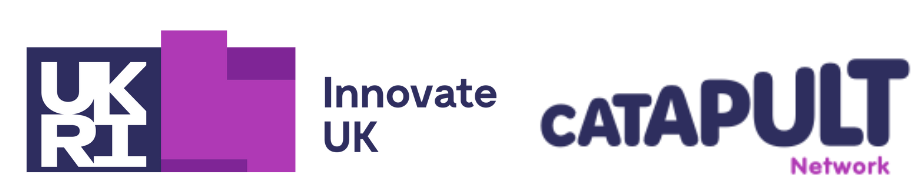 UK
RI
Innovate
UK
CATAPULT
Network